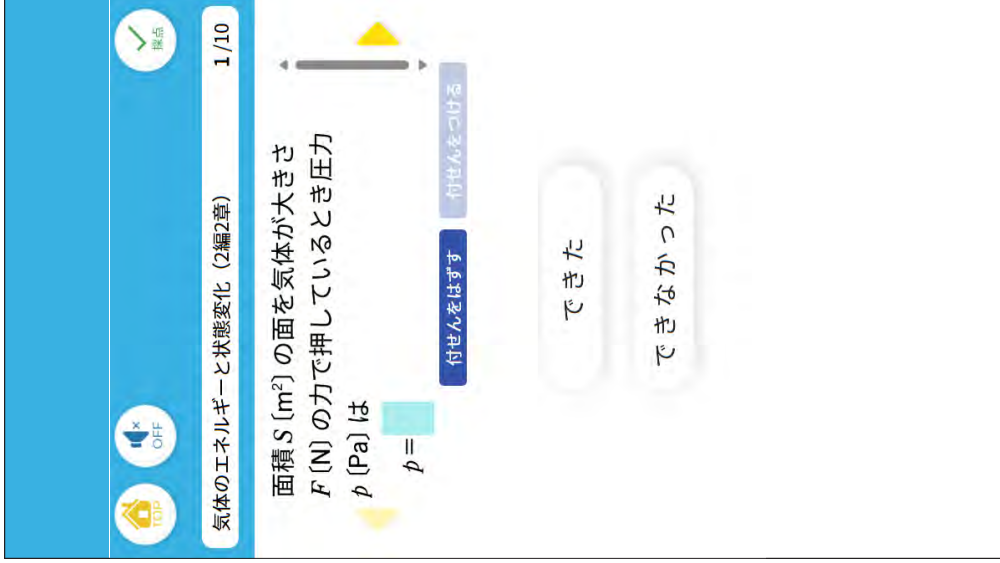 TOP
OFF
採点
気体のエネルギーと状態変化（2編2章） 1/10
面積 S〔m²〕の面を気体が大きさ
F〔N〕の力で押しているとき圧力
p〔Pa〕は
p＝
付せんをはずす 付せんをつける
できた
できなかった